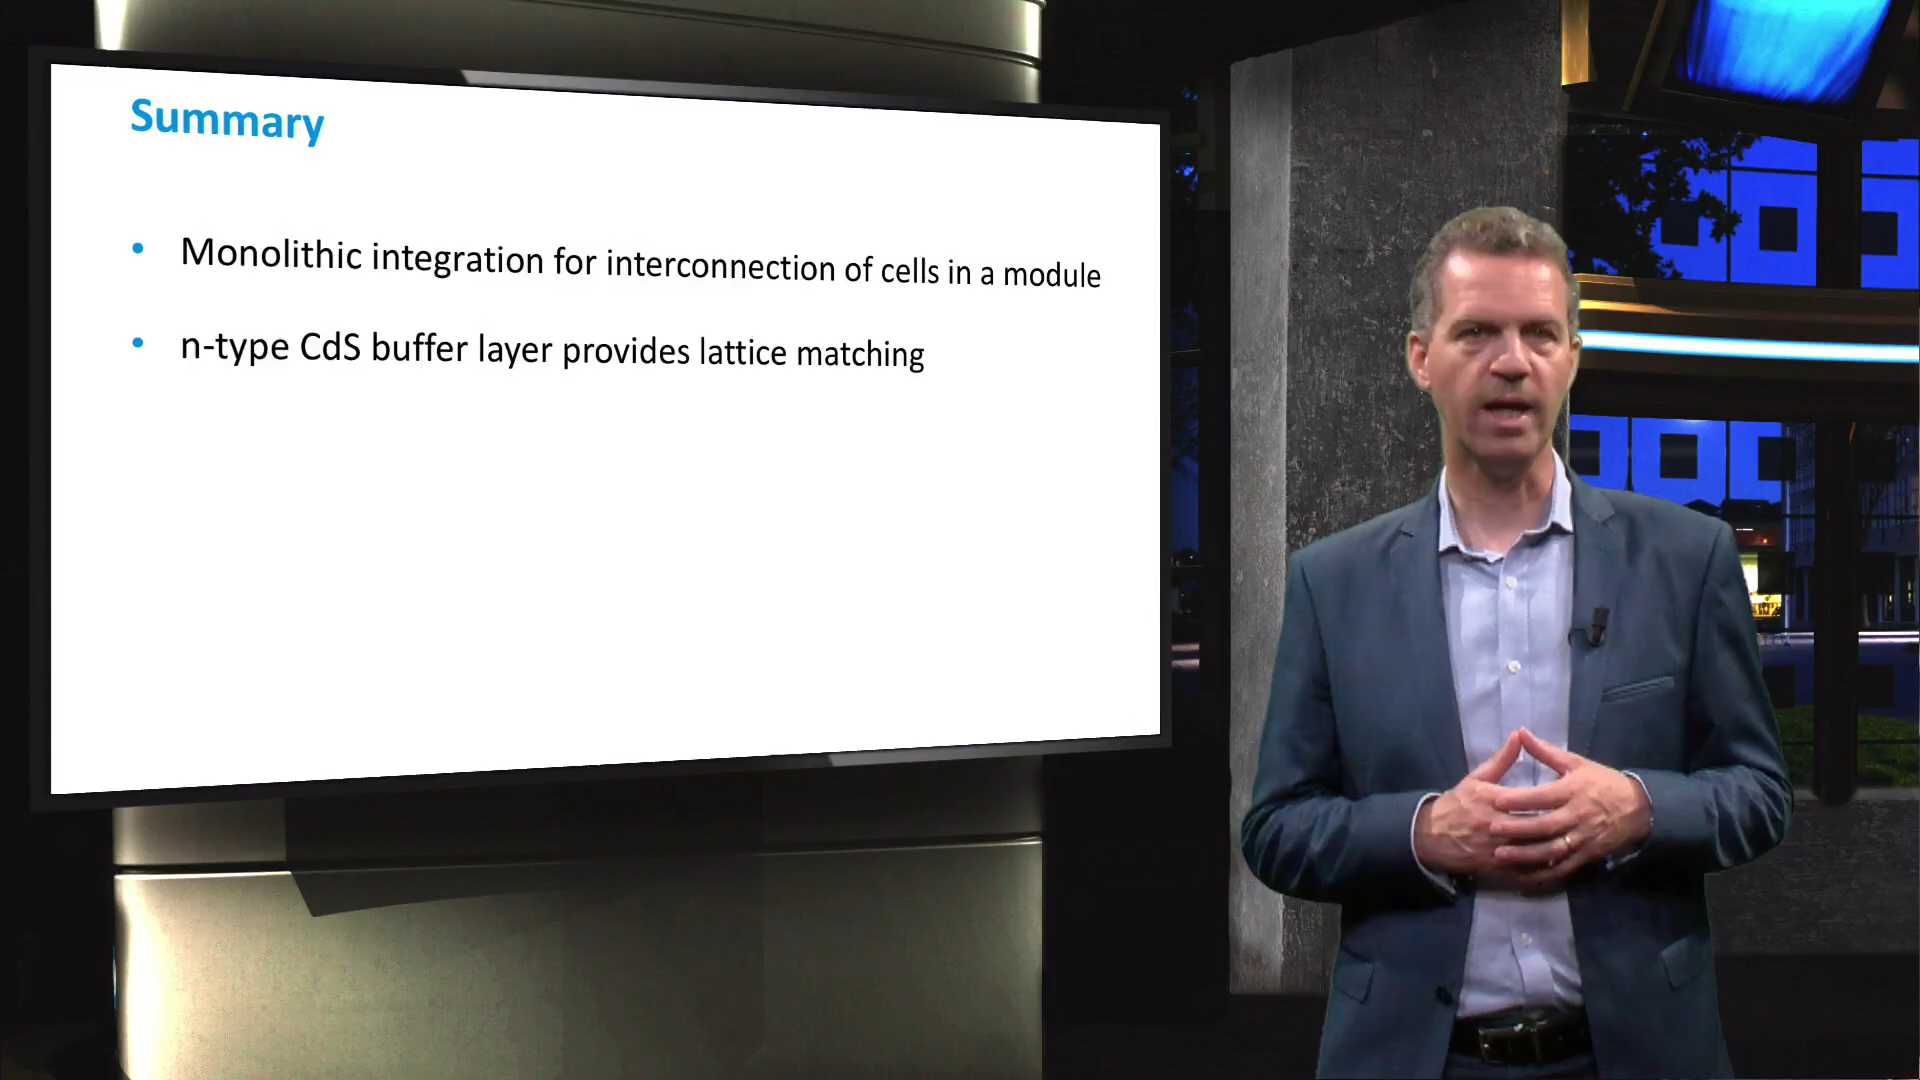 Summary
• Monolithic integration for interconnection of cells in a module
• n-type CdS buffer layer provides lattice matching